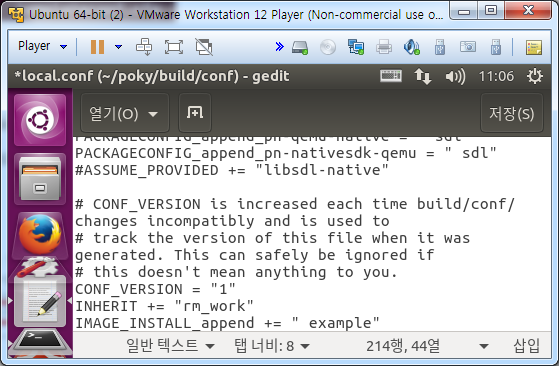 Ubuntu 64-bit (2) - VMware Workstation 12 Player (Non-commercial use o...
Player
*local.conf (~/poky/build/conf) - gedit
11:06
열기(O)
저장(S)
PACKAGECONFIG_append_pn-qemu-native = " sdl"
PACKAGECONFIG_append_pn-nativesdk-qemu = " sdl"
#ASSUME_PROVIDED += "libsdl-native"
# CONF_VERSION is increased each time build/conf/
changes incompatibly and is used to
# track the version of this file when it was
generated. This can safely be ignored if
# this doesn't mean anything to you.
CONF_VERSION = "1"
INHERIT += "rm_work"
IMAGE_INSTALL_append += " example"
일반 텍스트
탭 너비: 8
214행, 44열
삽입